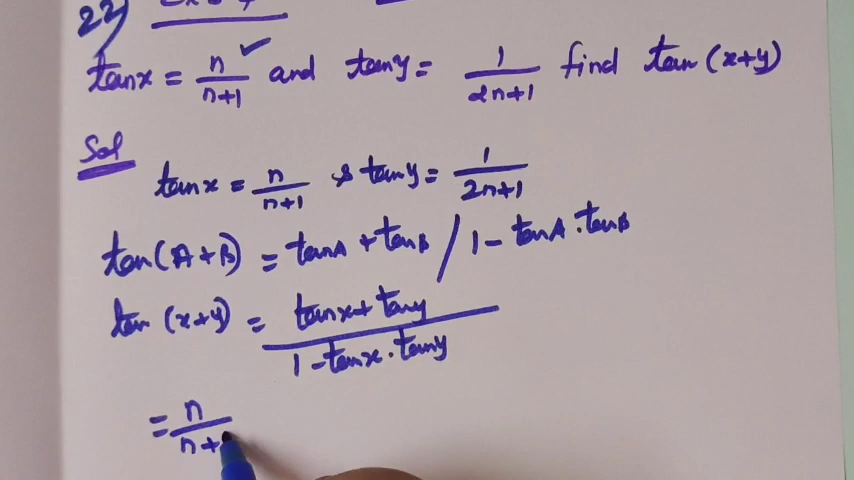 22)
tanx = n/n+1 ✓ and tany = 1/2n+1 find tan (x+y)
Sol
tanx = n/n+1 & tany = 1/2n+1
tan(A+B) = tanA + tanB / 1 - tanA . tanB
tan (x+y) = tanx + tany / 1 - tanx . tany
= n/n+